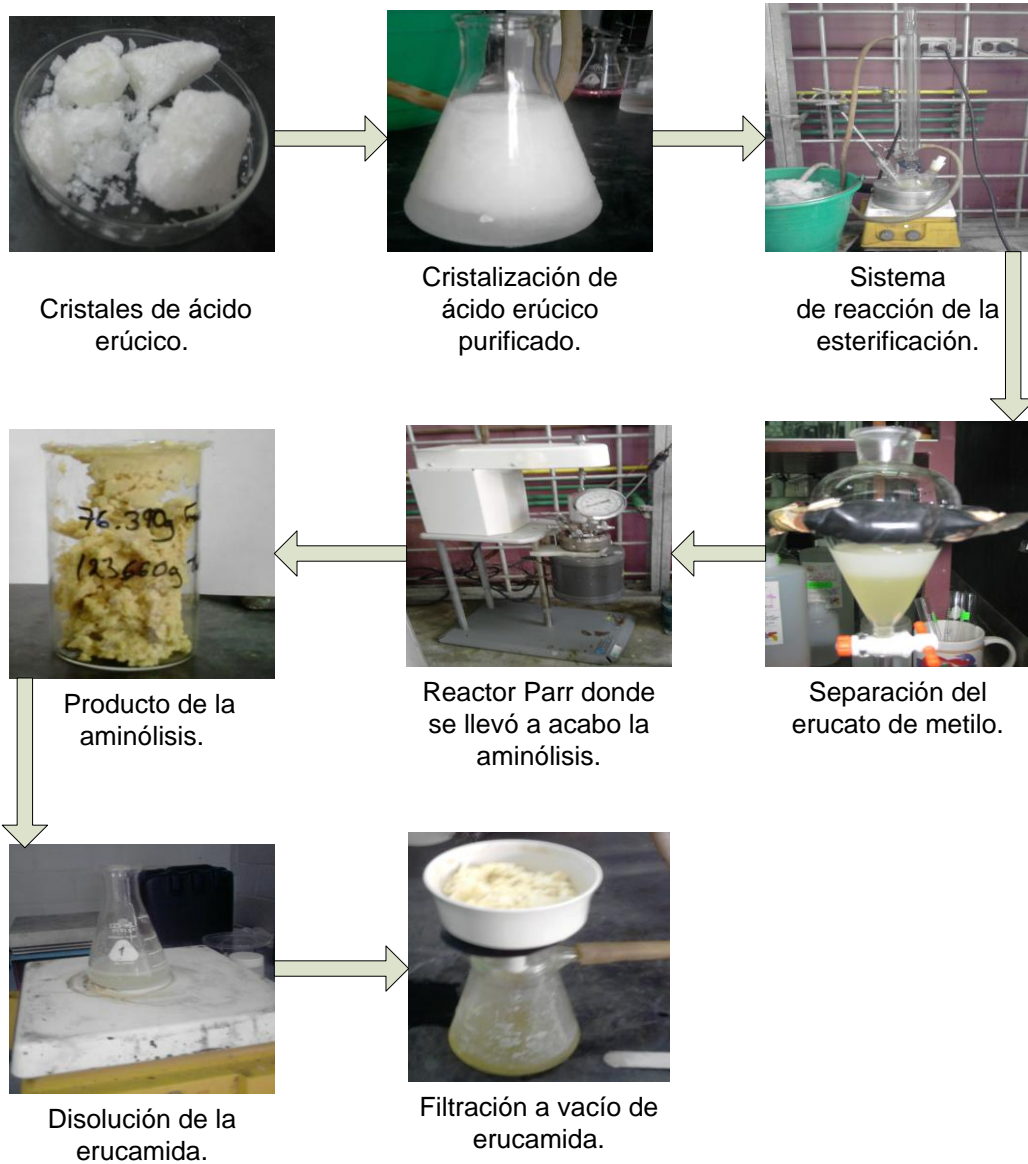 Cristales de ácido
erúcico.
Cristalización de
ácido erúcico
purificado.
Sistema
de reacción de la
esterificación.
Separación del
erucato de metilo.
Reactor Parr donde
se llevó a acabo la
aminólisis.
76.390g
123.660g
Producto de la
aminólisis.
1
Disolución de la
erucamida.
Filtración a vacío de
erucamida.